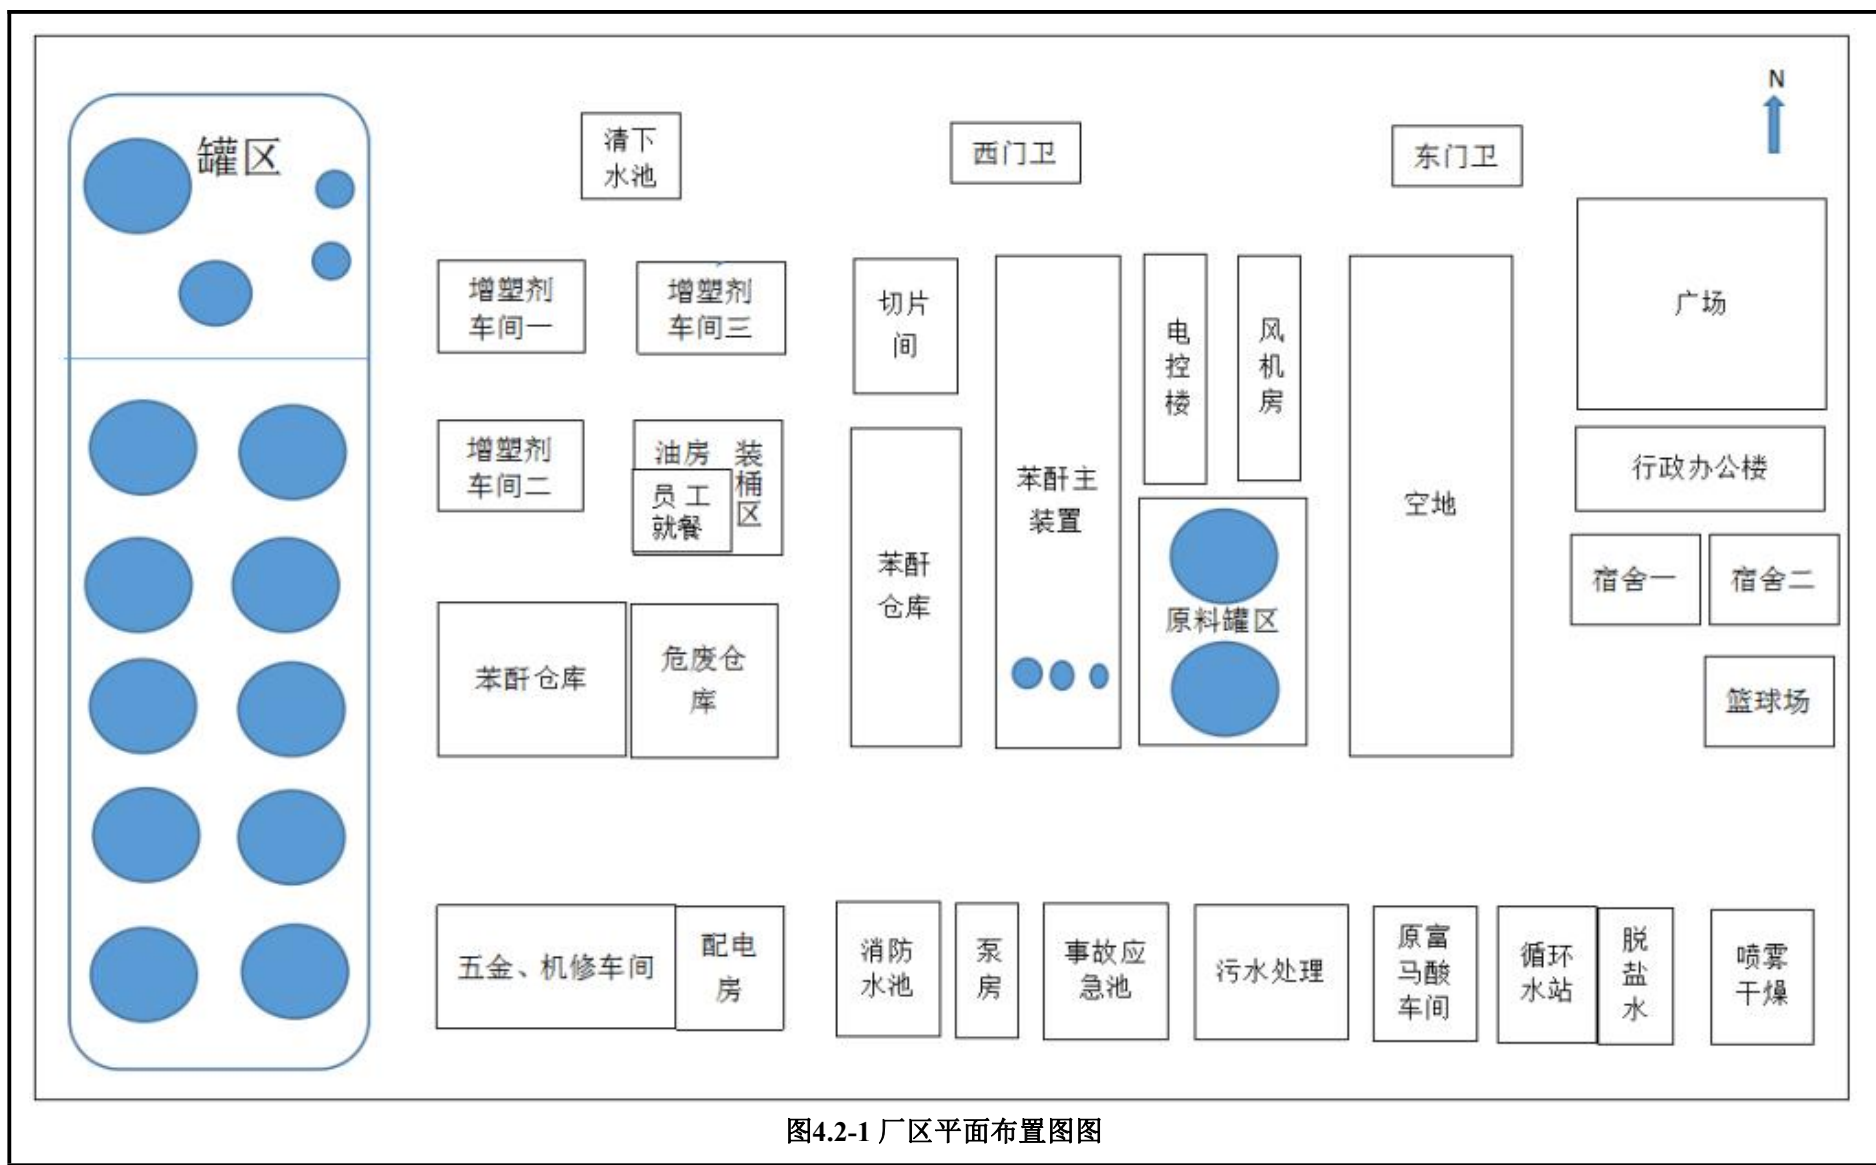 N
罐区
清下
水池
西门卫
东门卫
增塑剂
车间一
增塑剂
车间三
切片
间
电
控
楼
风
机
房
广场
增塑剂
车间二
油房
装
桶
区
员工
就餐
苯酐
仓库
苯酐主
装置
空地
行政办公楼
原料罐区
宿舍一
宿舍二
苯酐仓库
危废仓
库
篮球场
五金、机修车间
配电
房
消防
水池
泵
房
事故应
急池
污水处理
原富
马酸
车间
循环
水站
脱
盐
水
喷雾
干燥
图4.2-1 厂区平面布置图图